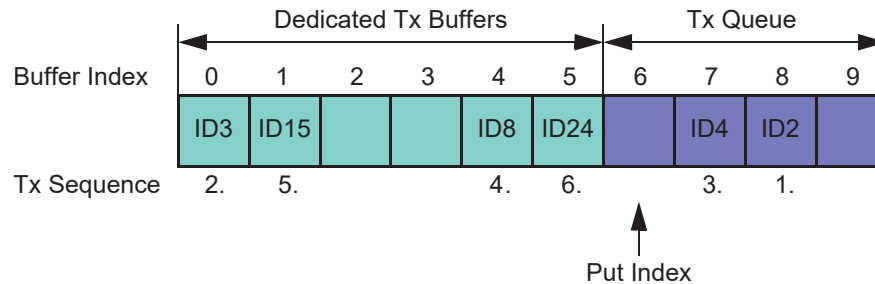 Dedicated Tx Buffers Tx Queue
Buffer Index 0 1 2 3 4 5 6 7 8 9
ID3 ID15 ID8 ID24 ID4 ID2
Tx Sequence 2. 5. 4. 6. 3. 1.
Put Index